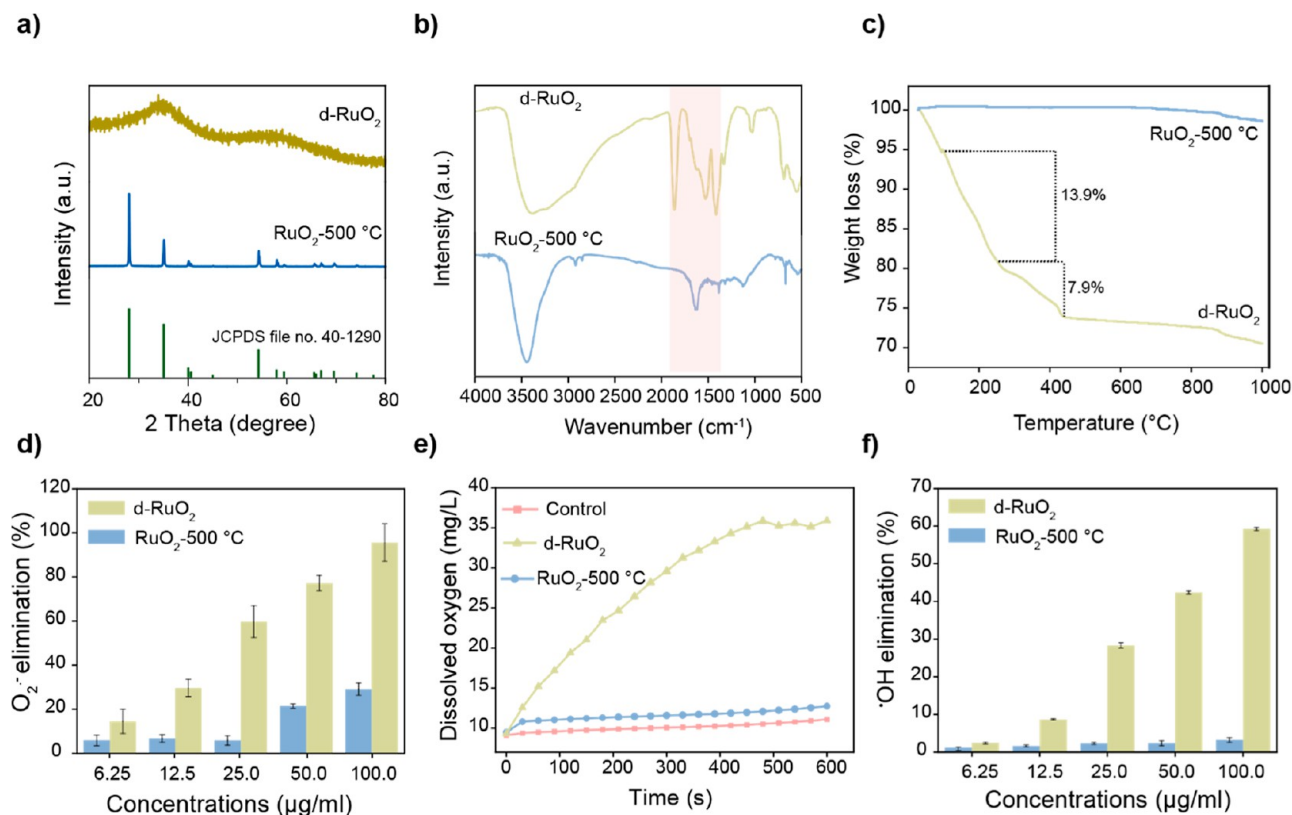 a)
d-RuO₂
RuO₂-500 °C
JCPDS file no. 40-1290
Intensity (a.u.)
20 40 60 80
2 Theta (degree)
b)
d-RuO₂
RuO₂-500 °C
Intensity (a.u.)
4000 3500 3000 2500 2000 1500 1000 500
Wavenumber (cm⁻¹)
c)
100
95
90
85
80
75
70
Weight loss (%)
RuO₂-500 °C
13.9%
7.9%
d-RuO₂
0 200 400 600 800 1000
Temperature (°C)
d)
120
100
80
60
40
20
0
O₂·⁻ elimination (%)
d-RuO₂
RuO₂-500 °C
6.25 12.5 25.0 50.0 100.0
Concentrations (μg/ml)
e)
40
35
30
25
20
15
10
Dissolved oxygen (mg/L)
Control
d-RuO₂
RuO₂-500 °C
0 100 200 300 400 500 600
Time (s)
f)
70
60
50
40
30
20
10
0
·OH elimination (%)
d-RuO₂
RuO₂-500 °C
6.25 12.5 25.0 50.0 100.0
Concentrations (μg/ml)